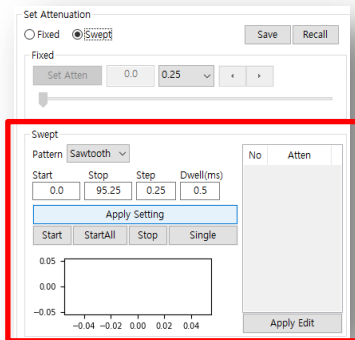 Set Attenuation
Fixed Swept Save Recall
Fixed
Set Atten 0.0 0.25
Swept
Pattern Sawtooth
Start Stop Step Dwell(ms)
0.0 95.25 0.25 0.5
Apply Setting
Start StartAll Stop Single
0.05
0.00
-0.05
-0.04 -0.02 0.00 0.02 0.04
No Atten
Apply Edit